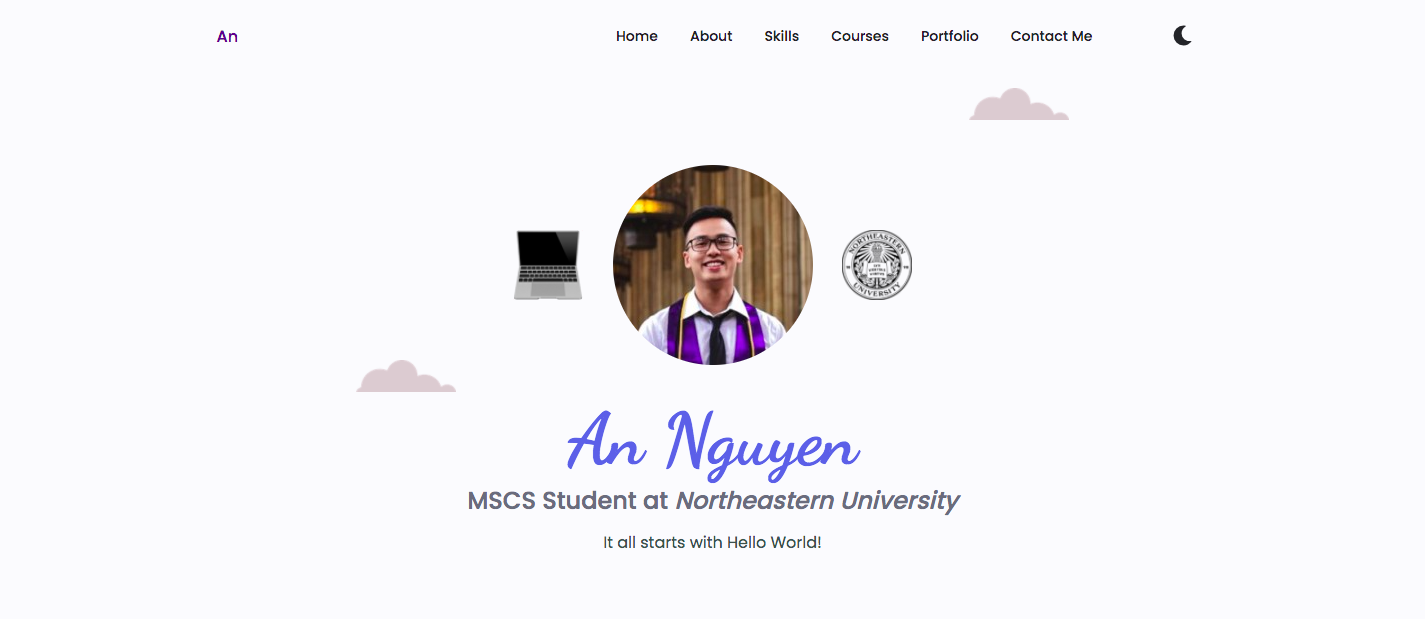 An
Home
About
Skills
Courses
Portfolio
Contact Me
NORTHEASTERN
UNIVERSITY
An Nguyen
MSCS Student at Northeastern University
It all starts with Hello World!